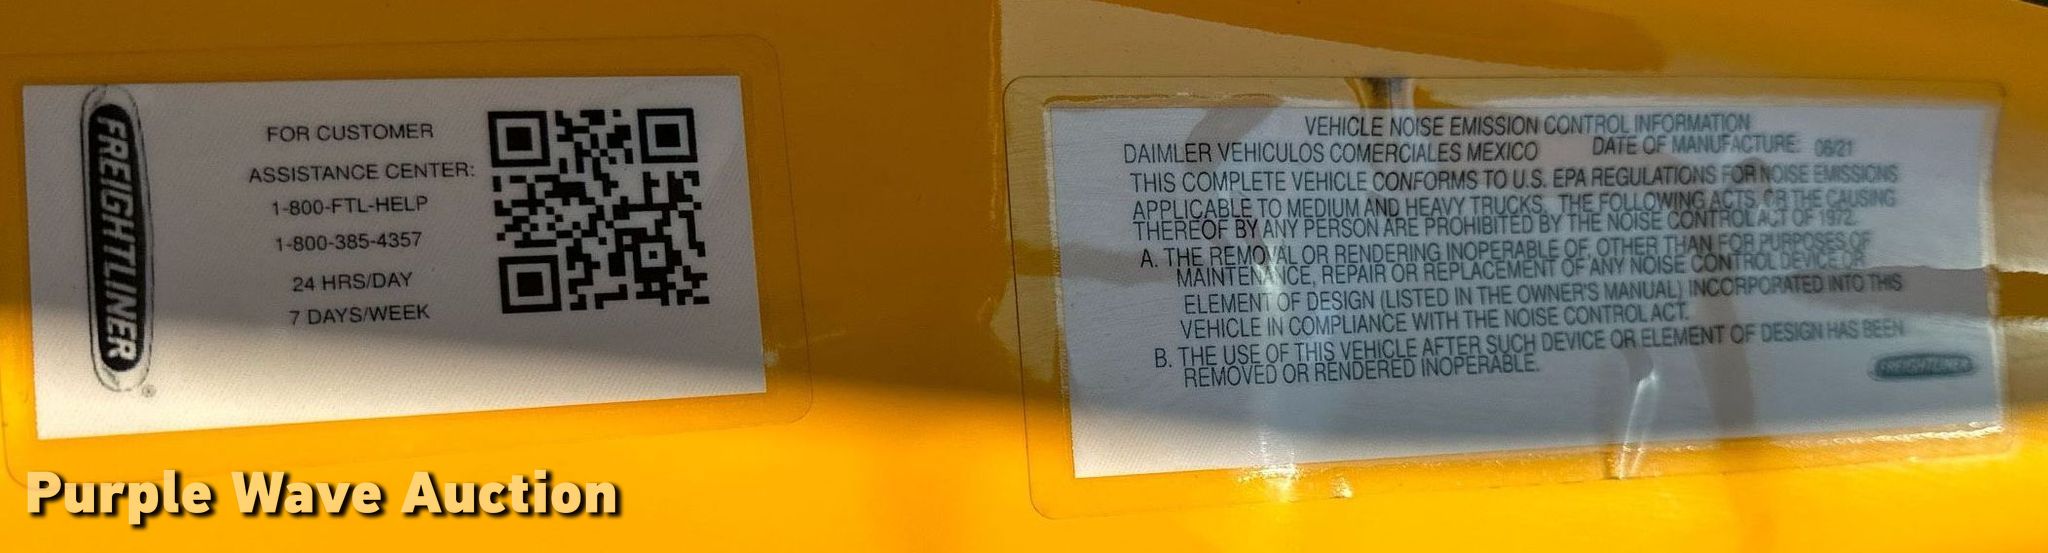 FREIGHTLINER
®
FOR CUSTOMER
ASSISTANCE CENTER:
1-800-FTL-HELP
1-800-385-4357
24 HRS/DAY
7 DAYS/WEEK
VEHICLE NOISE EMISSION CONTROL INFORMATION
DAIMLER VEHICULOS COMERCIALES MEXICO DATE OF MANUFACTURE: 06/21
THIS COMPLETE VEHICLE CONFORMS TO U.S. EPA REGULATIONS FOR NOISE EMISSIONS
APPLICABLE TO MEDIUM AND HEAVY TRUCKS. THE FOLLOWING ACTS, OR THE CAUSING
THEREOF BY ANY PERSON ARE PROHIBITED BY THE NOISE CONTROL ACT OF 1972.
A. THE REMOVAL OR RENDERING INOPERABLE OF, OTHER THAN FOR PURPOSES OF
MAINTENANCE, REPAIR OR REPLACEMENT OF ANY NOISE CONTROL DEVICE OR
ELEMENT OF DESIGN (LISTED IN THE OWNER'S MANUAL) INCORPORATED INTO THIS
VEHICLE IN COMPLIANCE WITH THE NOISE CONTROL ACT.
B. THE USE OF THIS VEHICLE AFTER SUCH DEVICE OR ELEMENT OF DESIGN HAS BEEN
REMOVED OR RENDERED INOPERABLE.
FREIGHTLINER
Purple Wave Auction